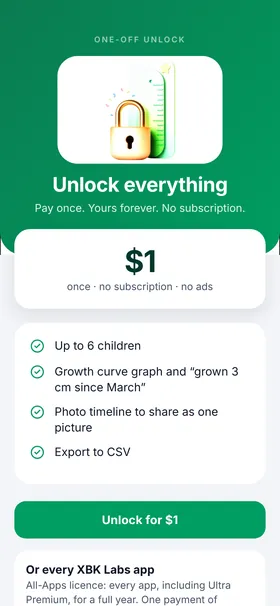 ONE-OFF UNLOCK
Unlock everything
Pay once. Yours forever. No subscription.
$1
once · no subscription · no ads
Up to 6 children
Growth curve graph and “grown 3
cm since March”
Photo timeline to share as one
picture
Export to CSV
Unlock for $1
Or every XBK Labs app
All-Apps licence: every app, including Ultra
Premium, for a full year. One payment of